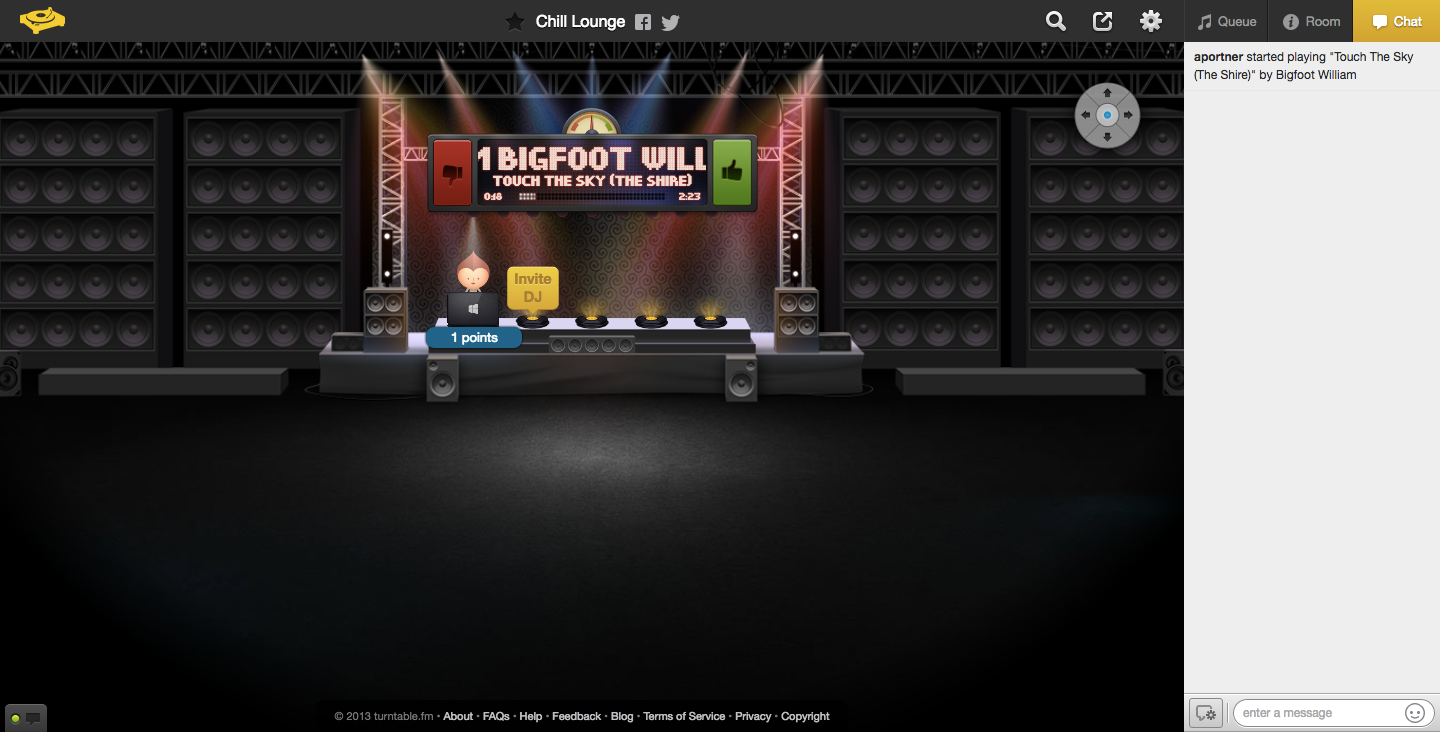 Chill Lounge
Queue
Room
Chat
aportner started playing "Touch The Sky
(The Shire)" by Bigfoot William
1 BIGFOOT WILL
TOUCH THE SKY (THE SHIRE)
0:18
2:23
Invite
DJ
1 points
© 2013 turntable.fm • About • FAQs • Help • Feedback • Blog • Terms of Service • Privacy • Copyright
enter a message